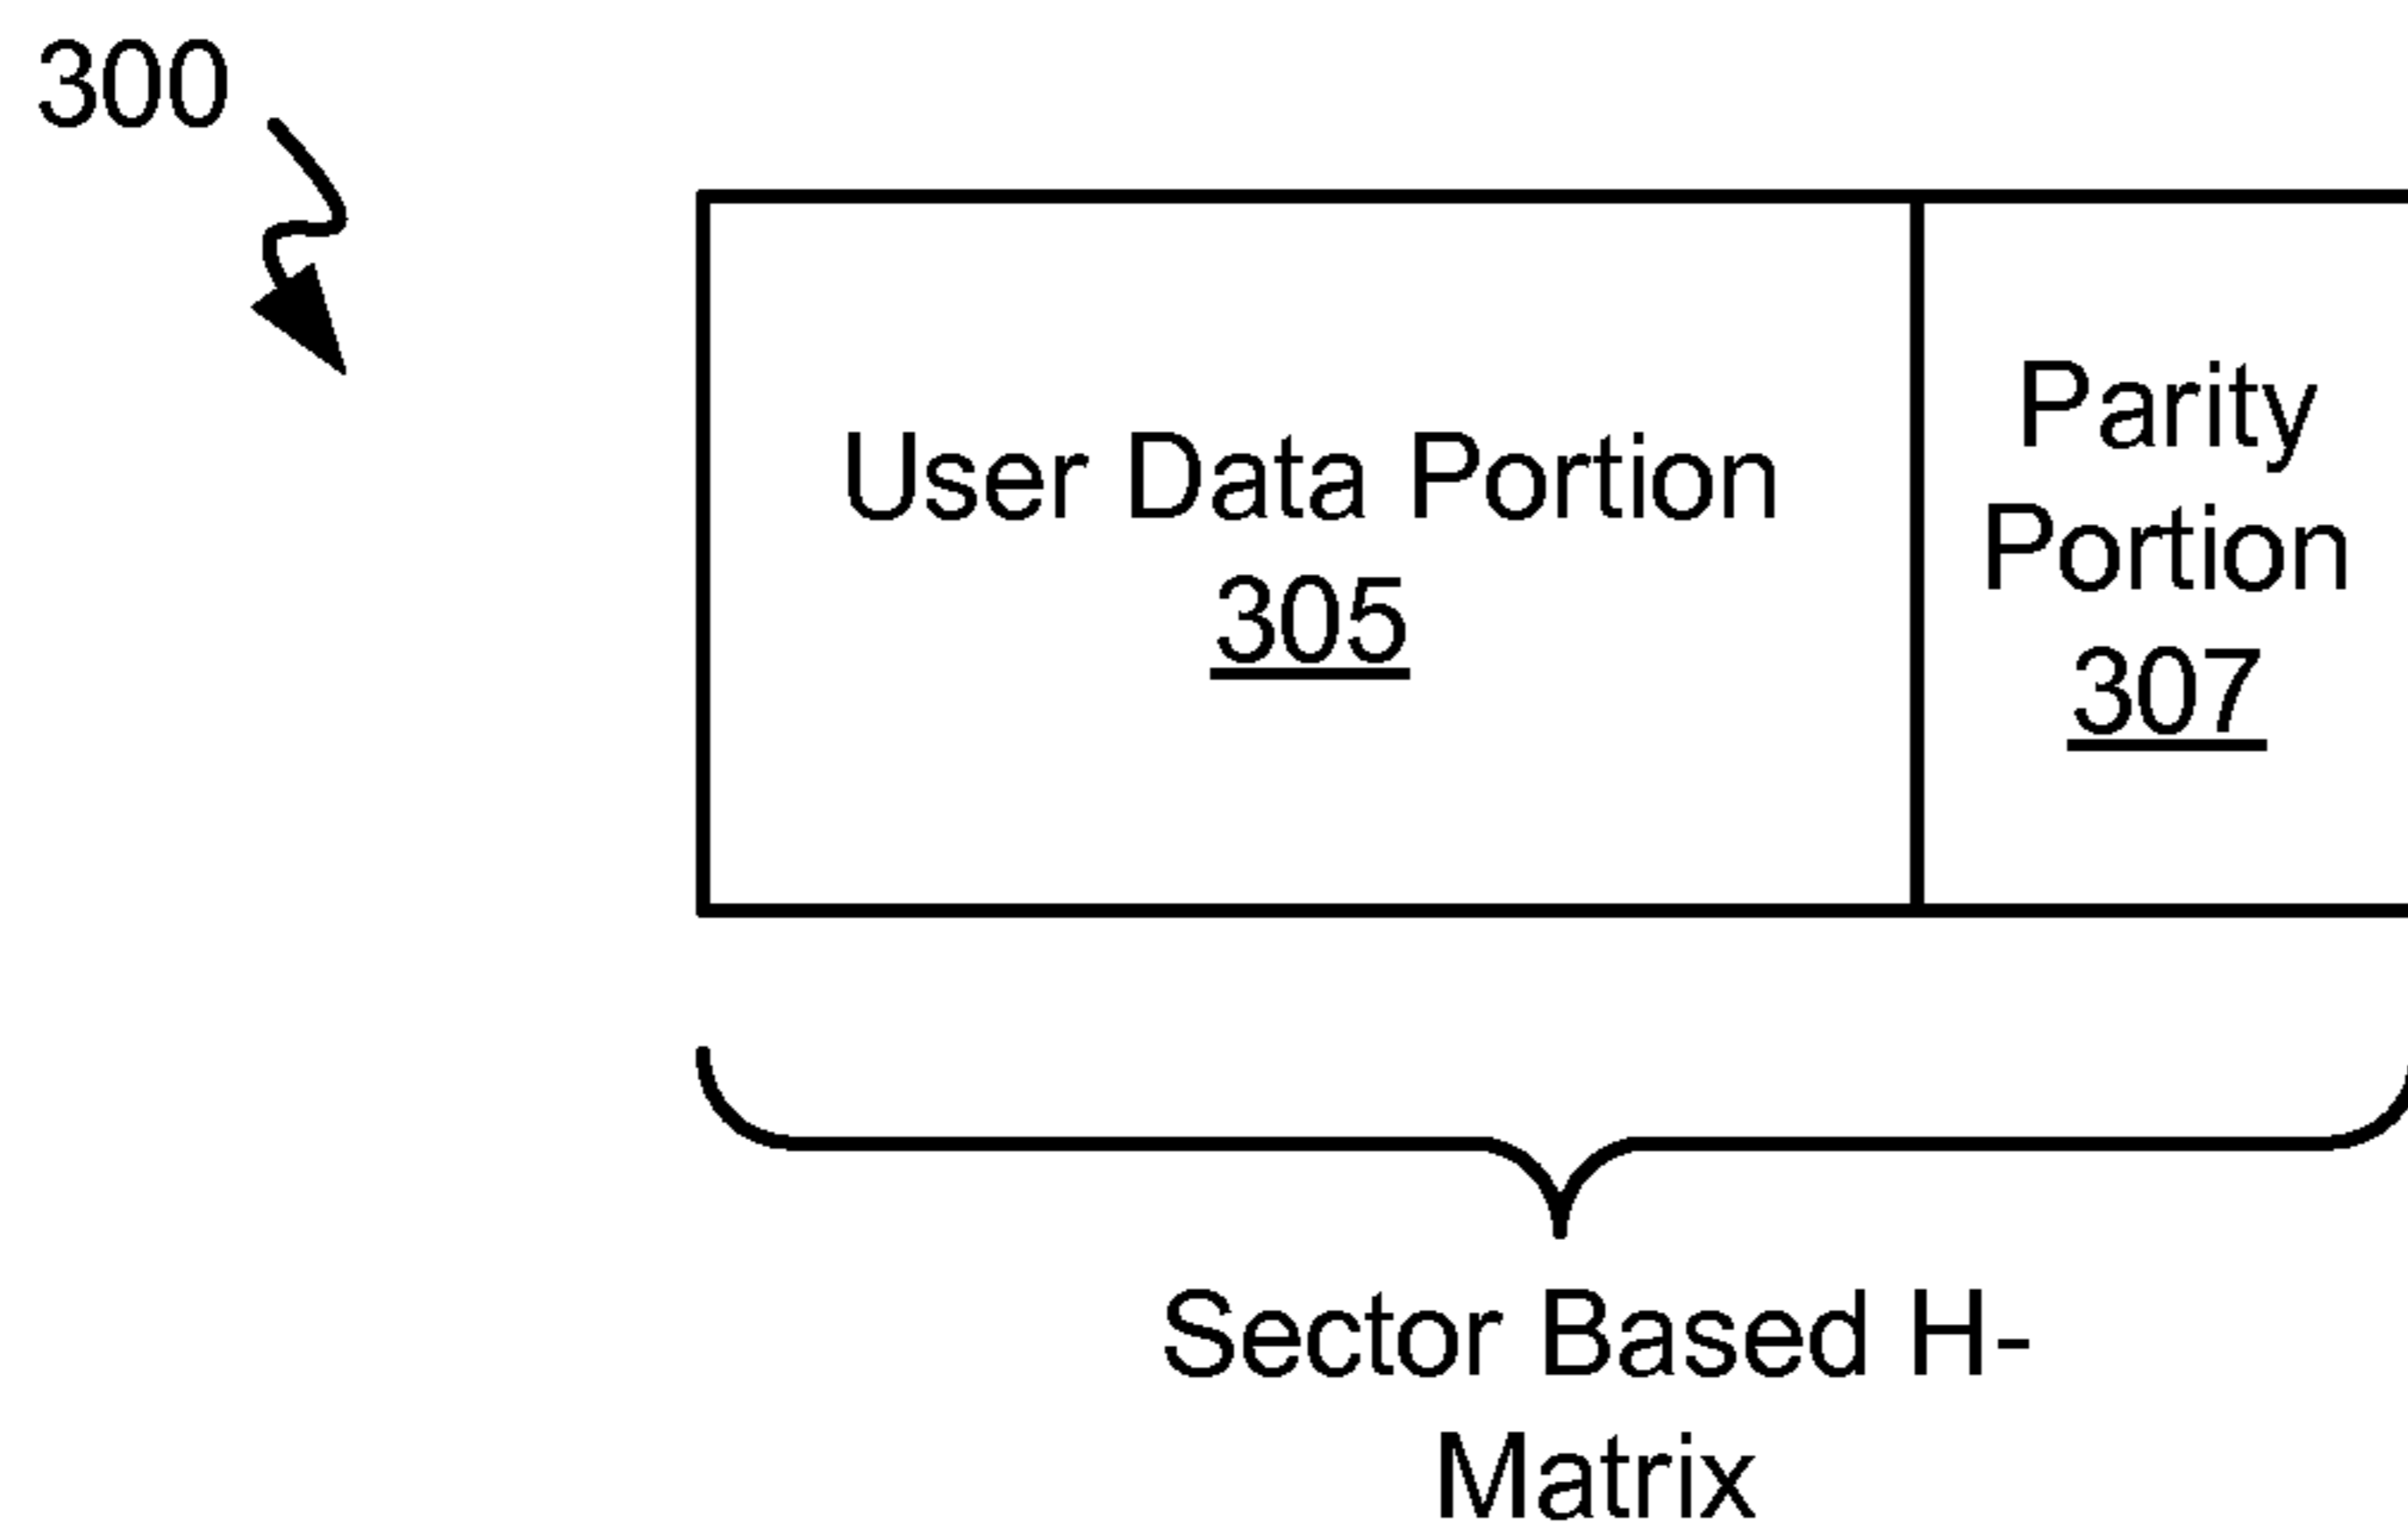 300
User Data Portion
305
Parity
Portion
307
Sector Based H-
Matrix